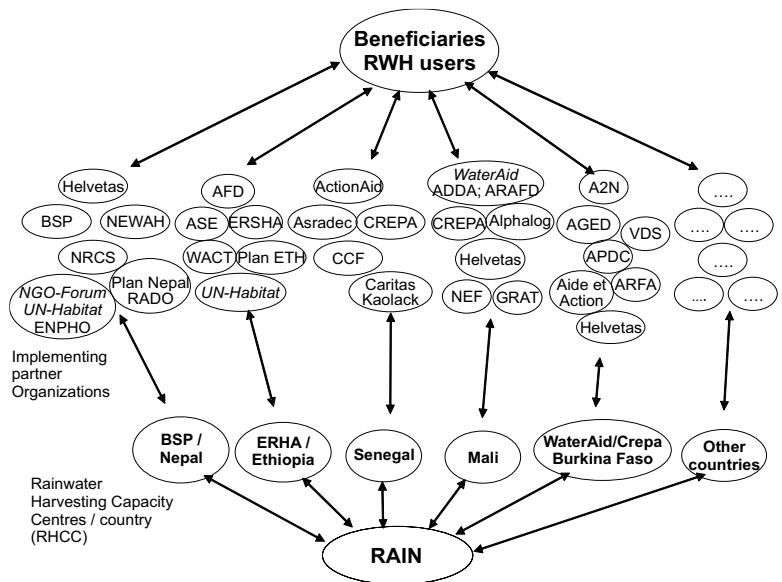 Beneficiaries
RWH users
Helvetas
BSP
NEWAH
NRCS
Plan Nepal
RADO
NGO-Forum
UN-Habitat
ENPHO
AFD
ASE
ERSHA
WACT
Plan ETH
UN-Habitat
ActionAid
Asradec
CREPA
CCF
Caritas
Kaolack
WaterAid
ADDA; ARAFD
CREPA
Alphalog
Helvetas
NEF
GRAT
A2N
AGED
VDS
APDC
Aide et
Action
ARFA
Helvetas
....
....
....
....
....
....
Implementing
partner
Organizations
BSP /
Nepal
ERHA /
Ethiopia
Senegal
Mali
WaterAid/Crepa
Burkina Faso
Other
countries
Rainwater
Harvesting Capacity
Centres / country
(RHCC)
RAIN